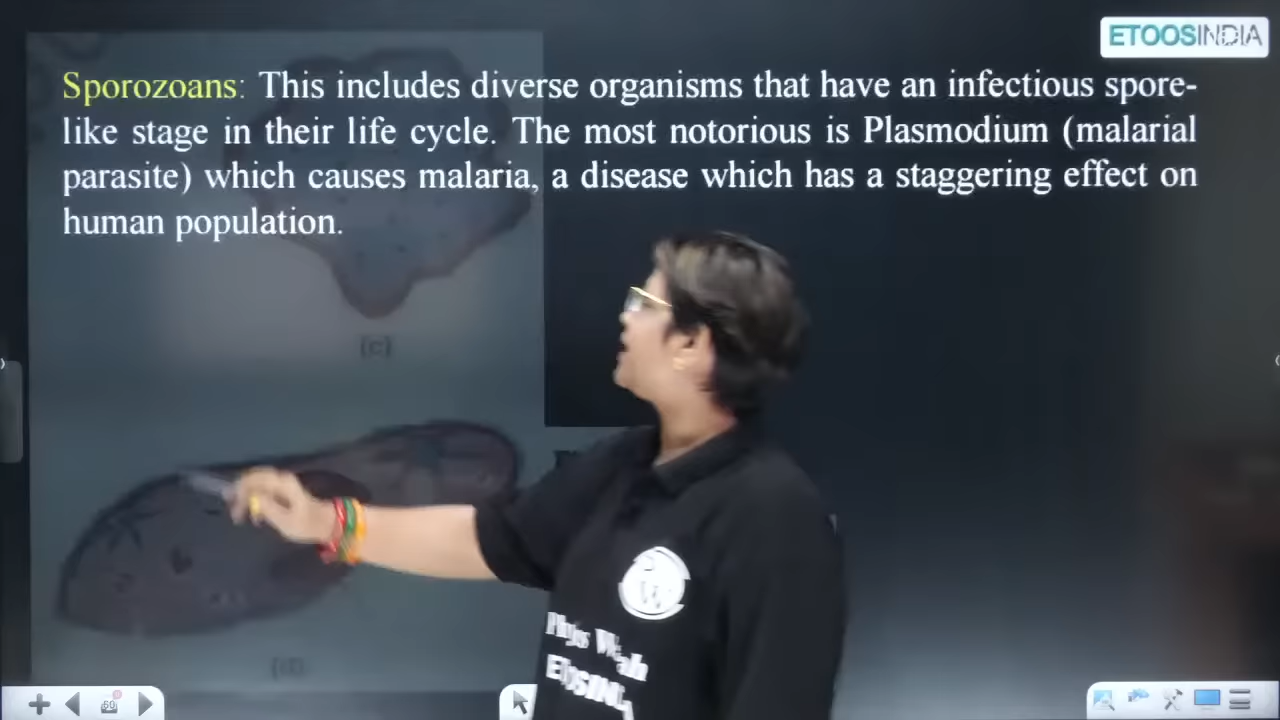 ETOOSINDIA
Sporozoans: This includes diverse organisms that have an infectious spore-
like stage in their life cycle. The most notorious is Plasmodium (malarial
parasite) which causes malaria, a disease which has a staggering effect on
human population.
(c)
(d)
PW